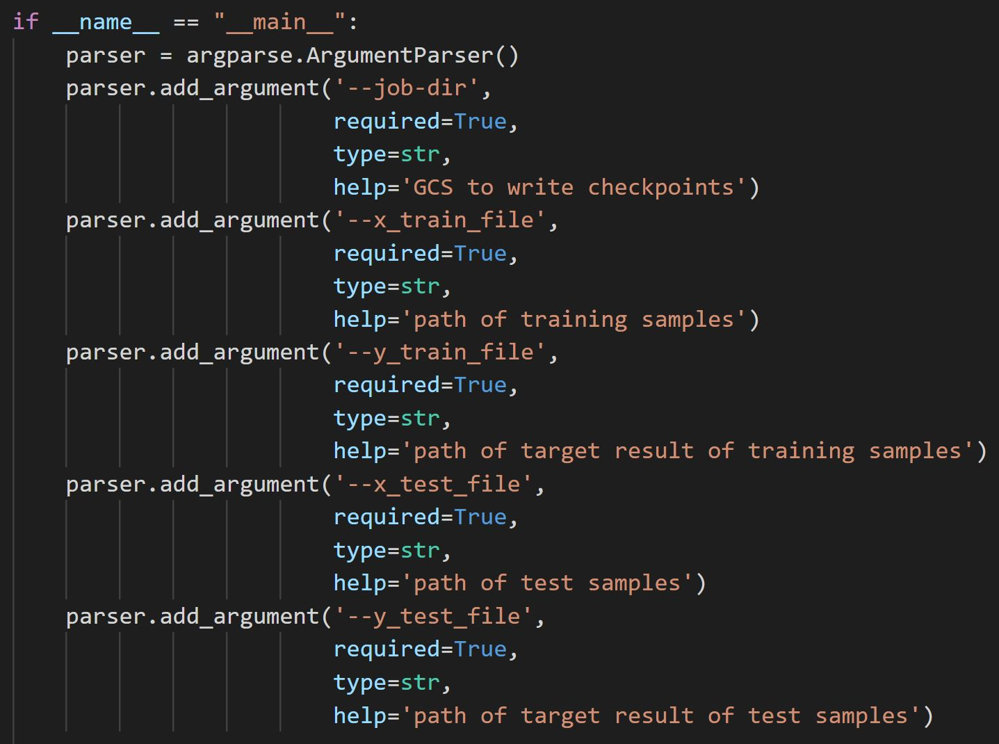 if __name__ == "__main__":
    parser = argparse.ArgumentParser()
    parser.add_argument('--job-dir',
                        required=True,
                        type=str,
                        help='GCS to write checkpoints')
    parser.add_argument('--x_train_file',
                        required=True,
                        type=str,
                        help='path of training samples')
    parser.add_argument('--y_train_file',
                        required=True,
                        type=str,
                        help='path of target result of training samples')
    parser.add_argument('--x_test_file',
                        required=True,
                        type=str,
                        help='path of test samples')
    parser.add_argument('--y_test_file',
                        required=True,
                        type=str,
                        help='path of target result of test samples')